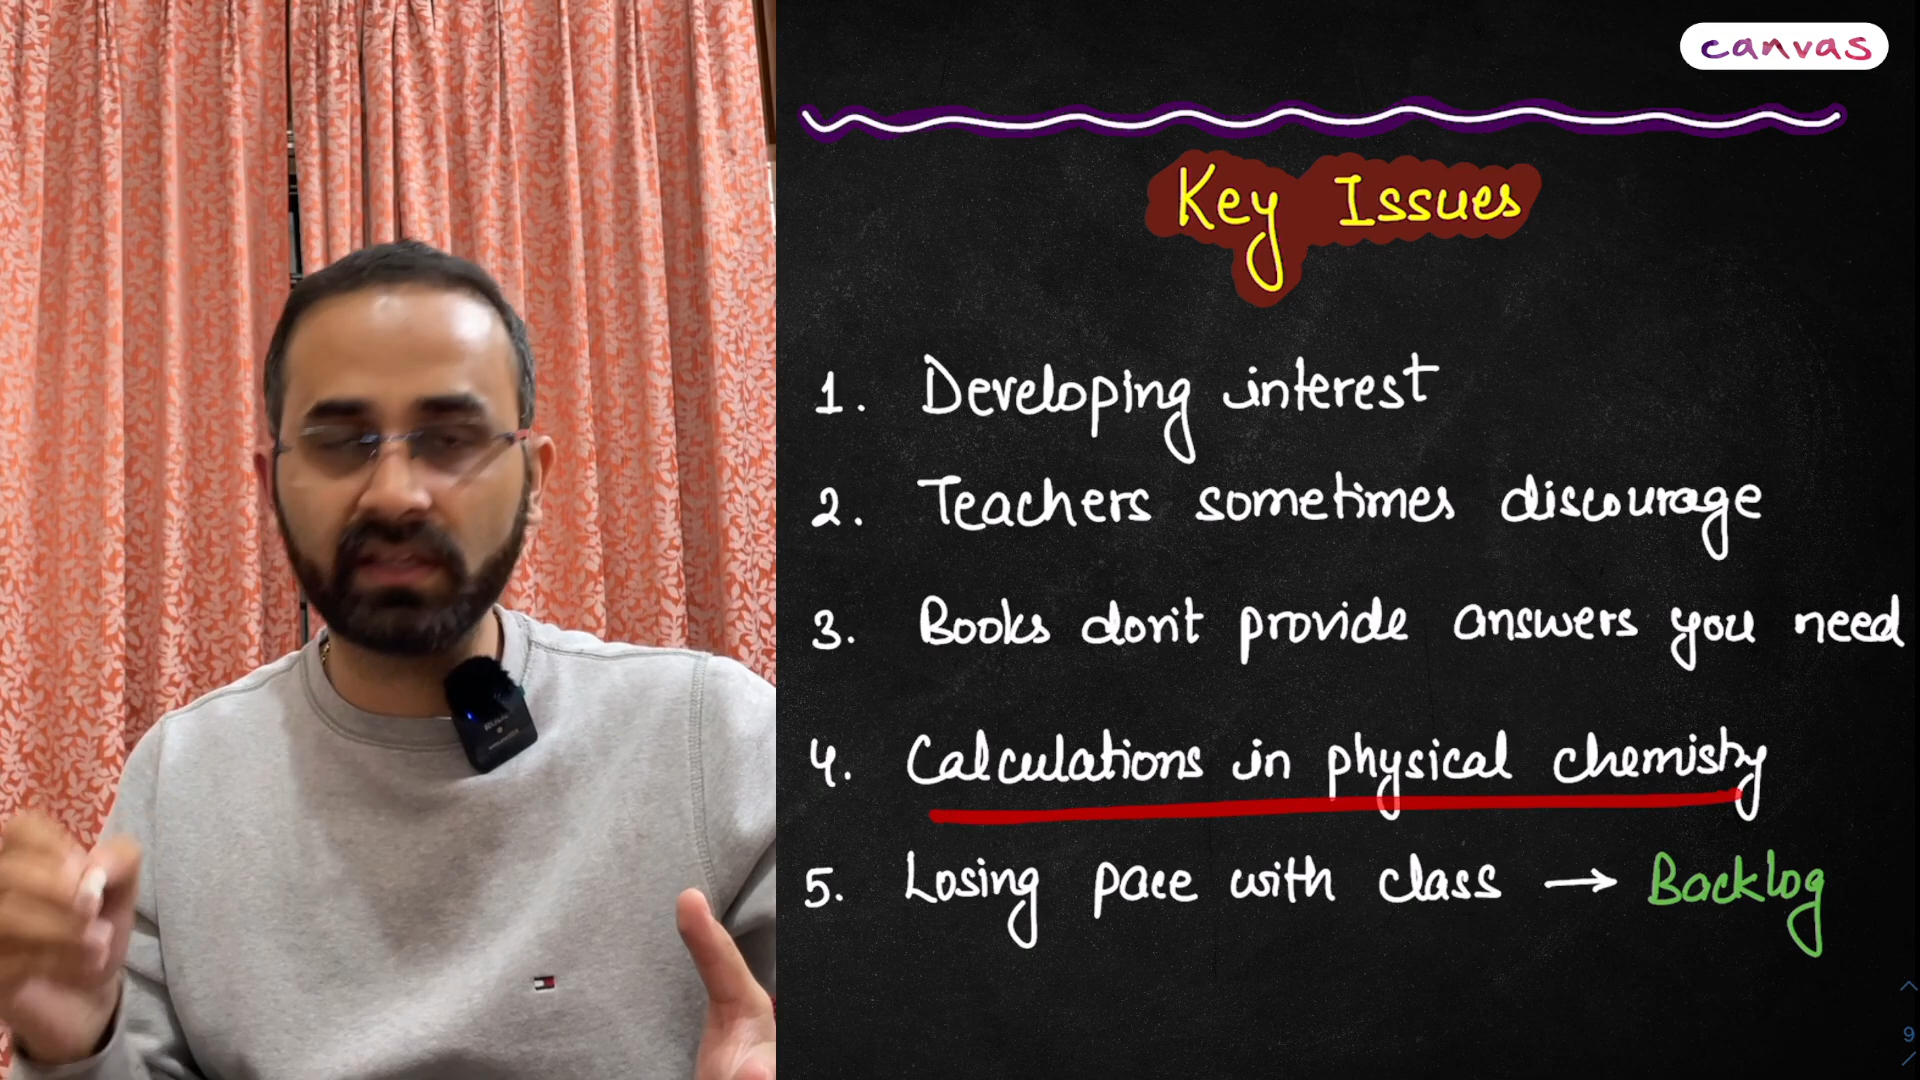 canvas
Key Issues
1. Developing interest
2. Teachers sometimes discourage
3. Books don't provide answers you need
4. Calculations in physical chemistry
5. Losing pace with class → Backlog
9